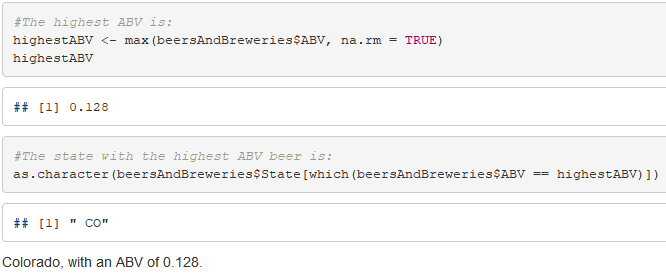 #The highest ABV is:
highestABV <- max(beersAndBreweries$ABV, na.rm = TRUE)
highestABV
## [1] 0.128
#The state with the highest ABV beer is:
as.character(beersAndBreweries$State[which(beersAndBreweries$ABV == highestABV)])
## [1] " CO"
Colorado, with an ABV of 0.128.